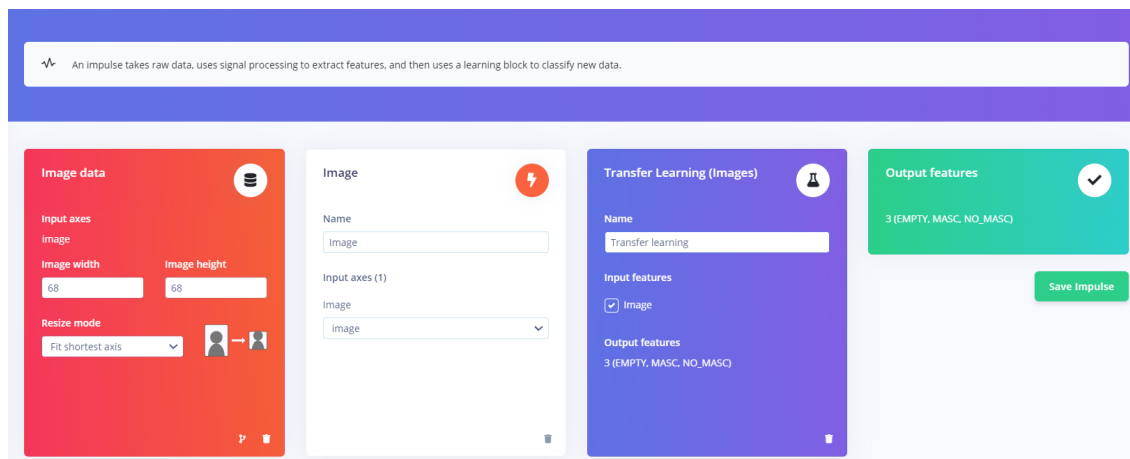 An impulse takes raw data, uses signal processing to extract features, and then uses a learning block to classify new data.
Image data
Input axes
image
Image width
Image height
68
68
Resize mode
Fit shortest axis
Image
Name
Image
Input axes (1)
Image
image
Transfer Learning (Images)
Name
Transfer learning
Input features
Image
Output features
3 (EMPTY, MASC, NO_MASC)
Output features
3 (EMPTY, MASC, NO_MASC)
Save Impulse